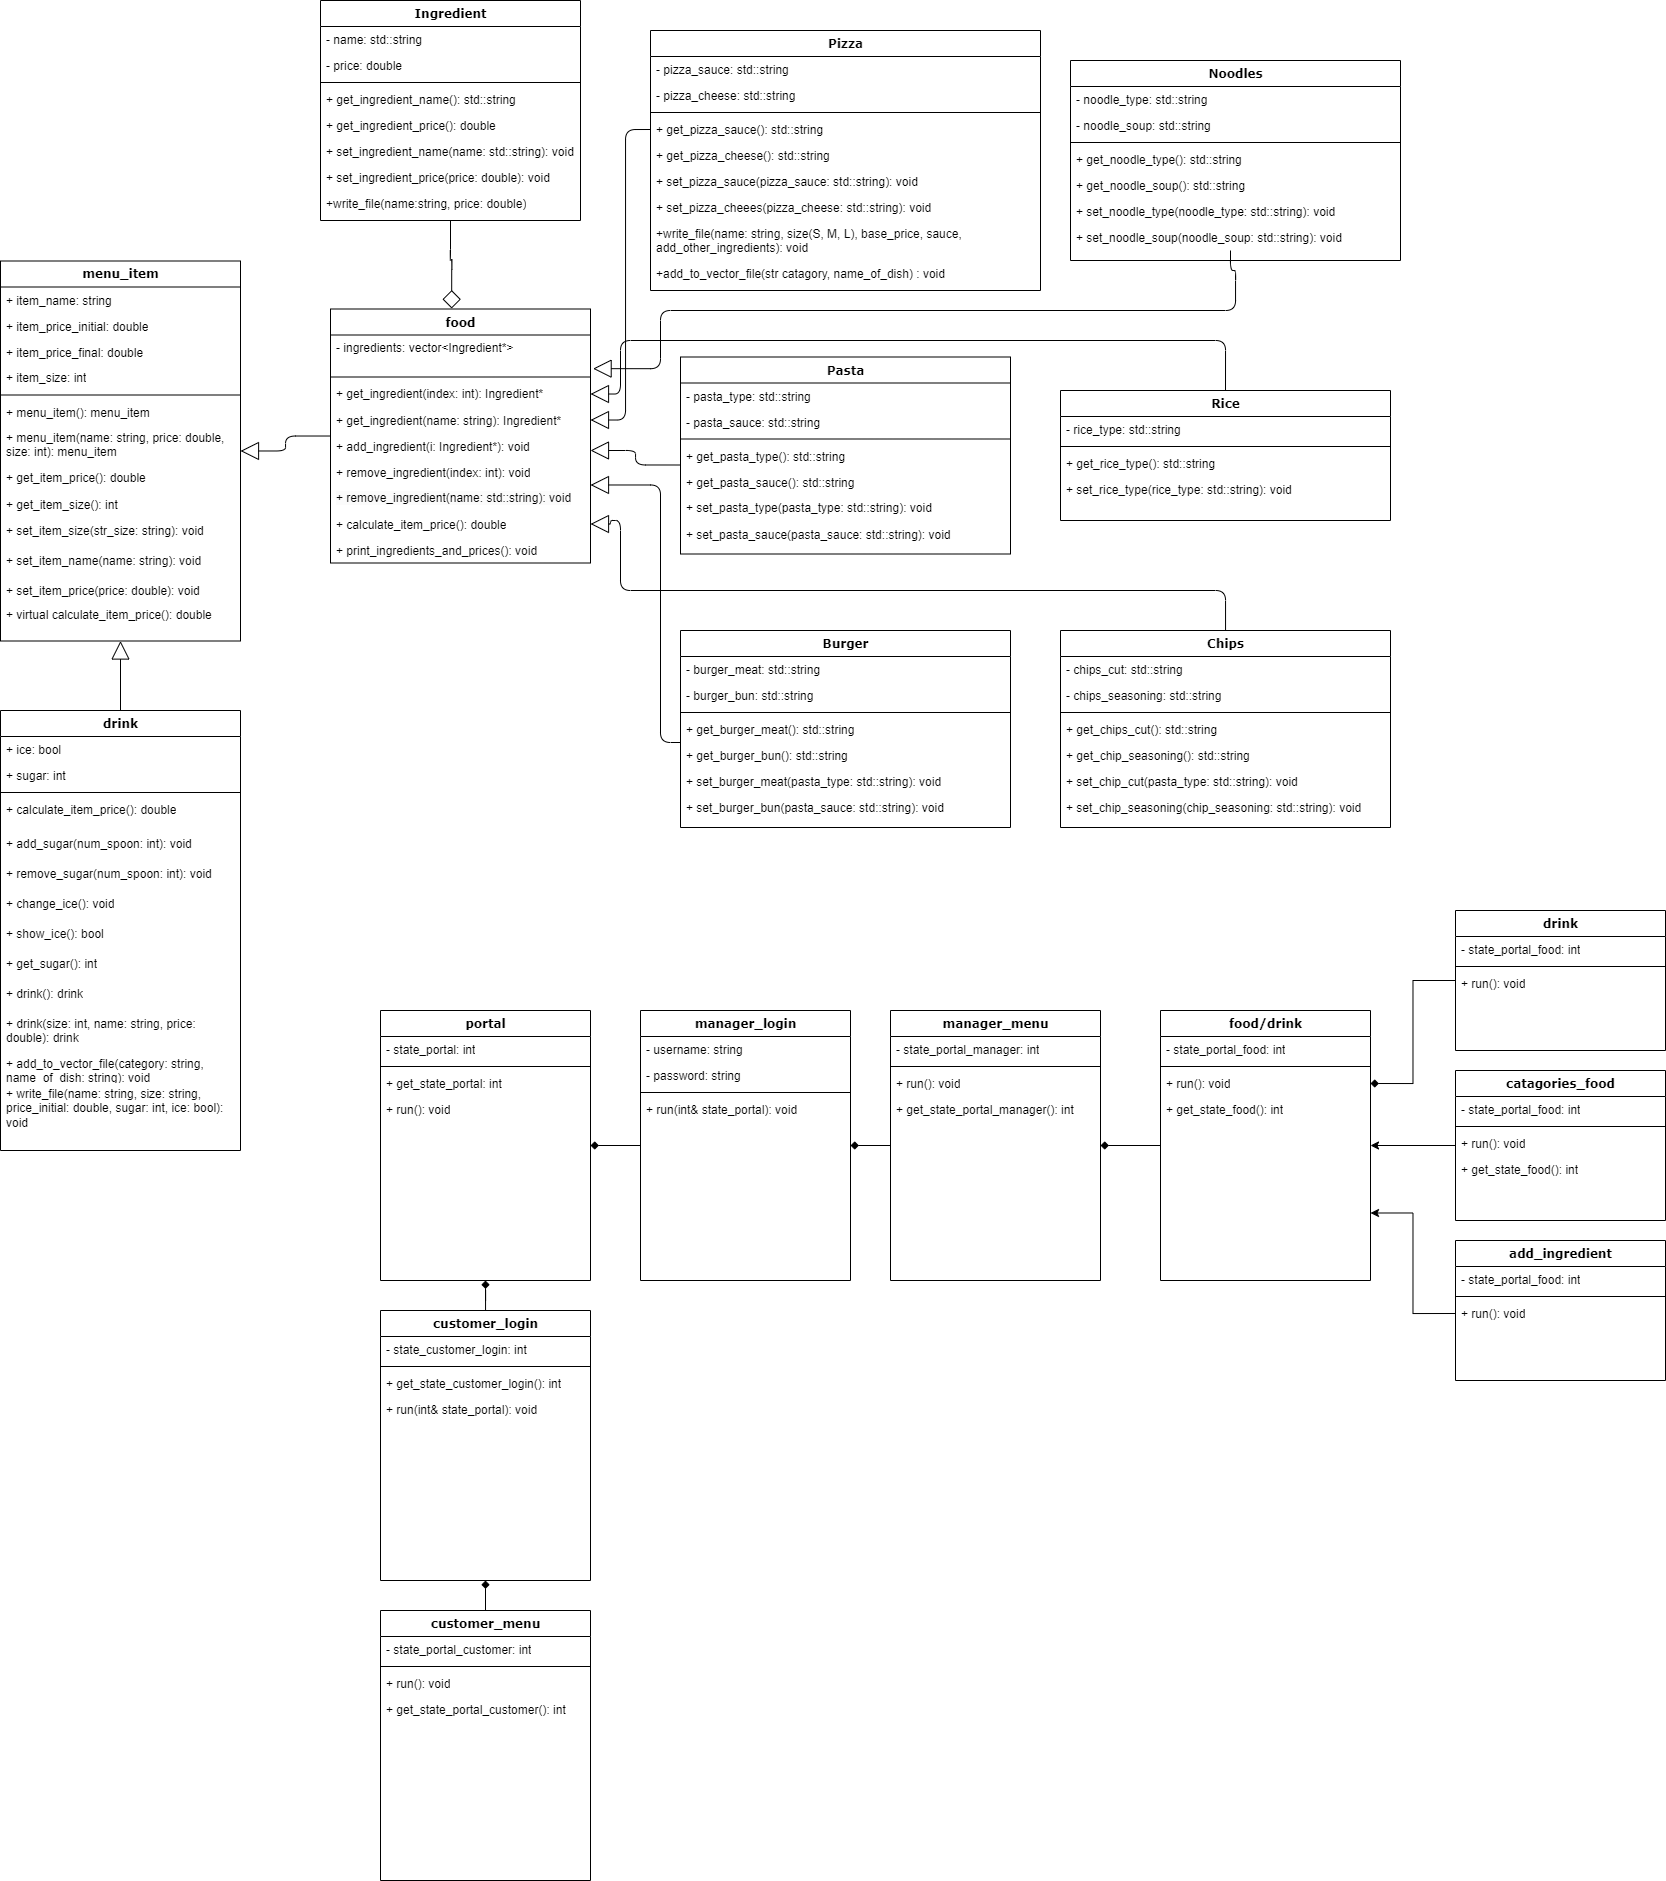 Ingredient
- name: std::string
- price: double
+ get_ingredient_name(): std::string
+ get_ingredient_price(): double
+ set_ingredient_name(name: std::string): void
+ set_ingredient_price(price: double): void
+write_file(name:string, price: double)
Pizza
- pizza_sauce: std::string
- pizza_cheese: std::string
+ get_pizza_sauce(): std::string
+ get_pizza_cheese(): std::string
+ set_pizza_sauce(pizza_sauce: std::string): void
+ set_pizza_cheees(pizza_cheese: std::string): void
+write_file(name: string, size(S, M, L), base_price, sauce,
add_other_ingredients): void
+add_to_vector_file(str catagory, name_of_dish) : void
Noodles
- noodle_type: std::string
- noodle_soup: std::string
+ get_noodle_type(): std::string
+ get_noodle_soup(): std::string
+ set_noodle_type(noodle_type: std::string): void
+ set_noodle_soup(noodle_soup: std::string): void
menu_item
+ item_name: string
+ item_price_initial: double
+ item_price_final: double
+ item_size: int
+ menu_item(): menu_item
+ menu_item(name: string, price: double,
size: int): menu_item
+ get_item_price(): double
+ get_item_size(): int
+ set_item_size(str_size: string): void
+ set_item_name(name: string): void
+ set_item_price(price: double): void
+ virtual calculate_item_price(): double
food
- ingredients: vector<Ingredient*>
+ get_ingredient(index: int): Ingredient*
+ get_ingredient(name: string): Ingredient*
+ add_ingredient(i: Ingredient*): void
+ remove_ingredient(index: int): void
+ remove_ingredient(name: std::string): void
+ calculate_item_price(): double
+ print_ingredients_and_prices(): void
Pasta
- pasta_type: std::string
- pasta_sauce: std::string
+ get_pasta_type(): std::string
+ get_pasta_sauce(): std::string
+ set_pasta_type(pasta_type: std::string): void
+ set_pasta_sauce(pasta_sauce: std::string): void
Rice
- rice_type: std::string
+ get_rice_type(): std::string
+ set_rice_type(rice_type: std::string): void
Burger
- burger_meat: std::string
- burger_bun: std::string
+ get_burger_meat(): std::string
+ get_burger_bun(): std::string
+ set_burger_meat(pasta_type: std::string): void
+ set_burger_bun(pasta_sauce: std::string): void
Chips
- chips_cut: std::string
- chips_seasoning: std::string
+ get_chips_cut(): std::string
+ get_chip_seasoning(): std::string
+ set_chip_cut(pasta_type: std::string): void
+ set_chip_seasoning(chip_seasoning: std::string): void
drink
+ ice: bool
+ sugar: int
+ calculate_item_price(): double
+ add_sugar(num_spoon: int): void
+ remove_sugar(num_spoon: int): void
+ change_ice(): void
+ show_ice(): bool
+ get_sugar(): int
+ drink(): drink
+ drink(size: int, name: string, price:
double): drink
+ add_to_vector_file(category: string,
name_of_dish: string): void
+ write_file(name: string, size: string,
price_initial: double, sugar: int, ice: bool):
void
portal
- state_portal: int
+ get_state_portal: int
+ run(): void
manager_login
- username: string
- password: string
+ run(int& state_portal): void
manager_menu
- state_portal_manager: int
+ run(): void
+ get_state_portal_manager(): int
food/drink
- state_portal_food: int
+ run(): void
+ get_state_food(): int
drink
- state_portal_food: int
+ run(): void
catagories_food
- state_portal_food: int
+ run(): void
+ get_state_food(): int
add_ingredient
- state_portal_food: int
+ run(): void
customer_login
- state_customer_login: int
+ get_state_customer_login(): int
+ run(int& state_portal): void
customer_menu
- state_portal_customer: int
+ run(): void
+ get_state_portal_customer(): int